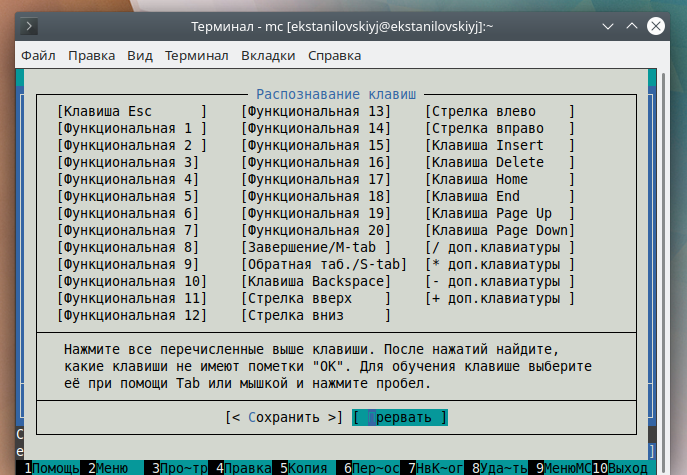 Терминал - mc [ekstanilovskiyj@ekstanilovskiyj]:~
Файл Правка Вид Терминал Вкладки Справка
Распознавание клавиш
[Клавиша Esc ] [Функциональная 13] [Стрелка влево ]
[Функциональная 1 ] [Функциональная 14] [Стрелка вправо ]
[Функциональная 2 ] [Функциональная 15] [Клавиша Insert ]
[Функциональная 3] [Функциональная 16] [Клавиша Delete ]
[Функциональная 4] [Функциональная 17] [Клавиша Home ]
[Функциональная 5] [Функциональная 18] [Клавиша End ]
[Функциональная 6] [Функциональная 19] [Клавиша Page Up ]
[Функциональная 7] [Функциональная 20] [Клавиша Page Down]
[Функциональная 8] [Завершение/M-tab ] [/ доп.клавиатуры ]
[Функциональная 9] [Обратная таб./S-tab] [* доп.клавиатуры ]
[Функциональная 10] [Клавиша Backspace] [- доп.клавиатуры ]
[Функциональная 11] [Стрелка вверх ] [+ доп.клавиатуры ]
[Функциональная 12] [Стрелка вниз ]
Нажмите все перечисленные выше клавиши. После нажатий найдите,
какие клавиши не имеют пометки "OK". Для обучения клавише выберите
её при помощи Tab или мышкой и нажмите пробел.
[< Сохранить >] [ Прервать ]
1Помощь 2Меню 3Про~тр 4Правка 5Копия 6Пер~ос 7НвК~ог 8Уда~ть 9МенюMC 10Выход